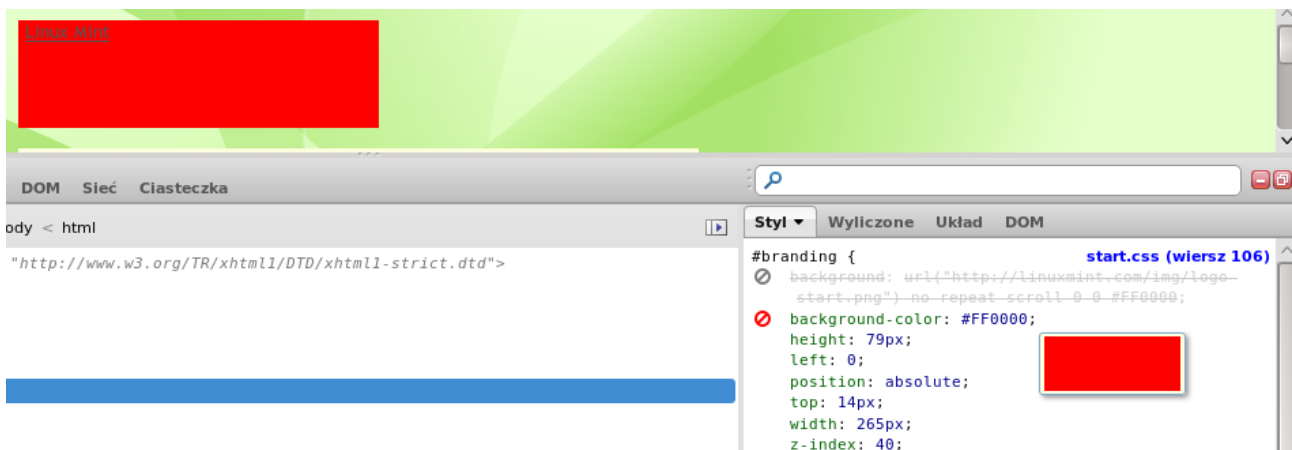 Linux Mint
DOM Sieć Ciasteczka
ody < html
"http://www.w3.org/TR/xhtml1/DTD/xhtml1-strict.dtd">
Styl ▼ Wyliczone Układ DOM
#branding { start.css (wiersz 106)
background: url("http://linuxmint.com/img/logo-
start.png") no repeat scroll 0 0 #FF0000;
background-color: #FF0000;
height: 79px;
left: 0;
position: absolute;
top: 14px;
width: 265px;
z-index: 40;